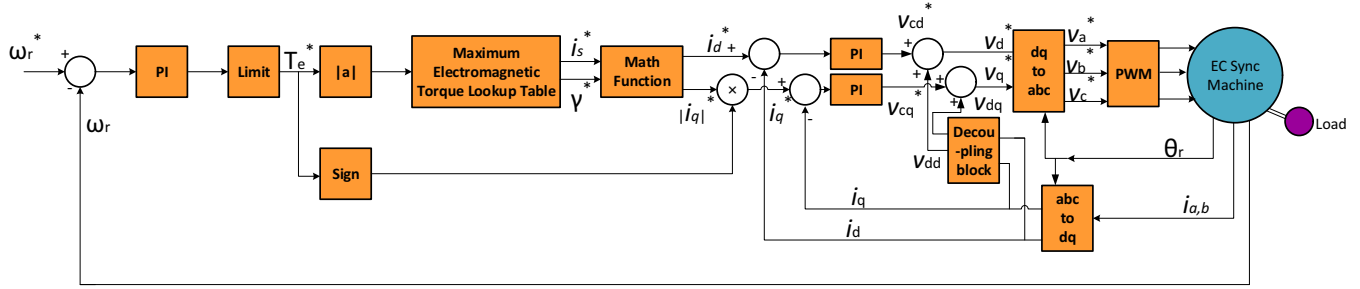 ωr*
+
-
ωr
PI
Limit
Te*
|a|
Sign
Maximum
Electromagnetic
Torque Lookup Table
is*
γ*
Math
Function
id*
+
-
|iq|*
×
iq*
+
-
PI
PI
vcd*
+
+
vcq*
+
+
vd*
vq*
vdq
vdd
Decou
-pling
block
dq
to
abc
va*
vb*
vc*
PWM
EC Sync
Machine
Load
θr
ia,b
abc
to
dq
iq
id